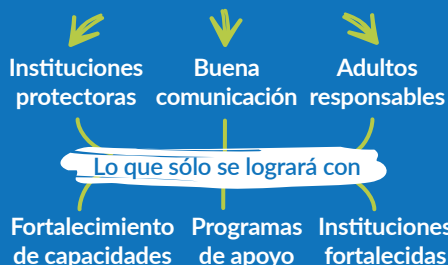 Instituciones protectoras
Buena comunicación
Adultos responsables
Lo que sólo se logrará con
Fortalecimiento de capacidades
Programas de apoyo
Instituciones fortalecidas